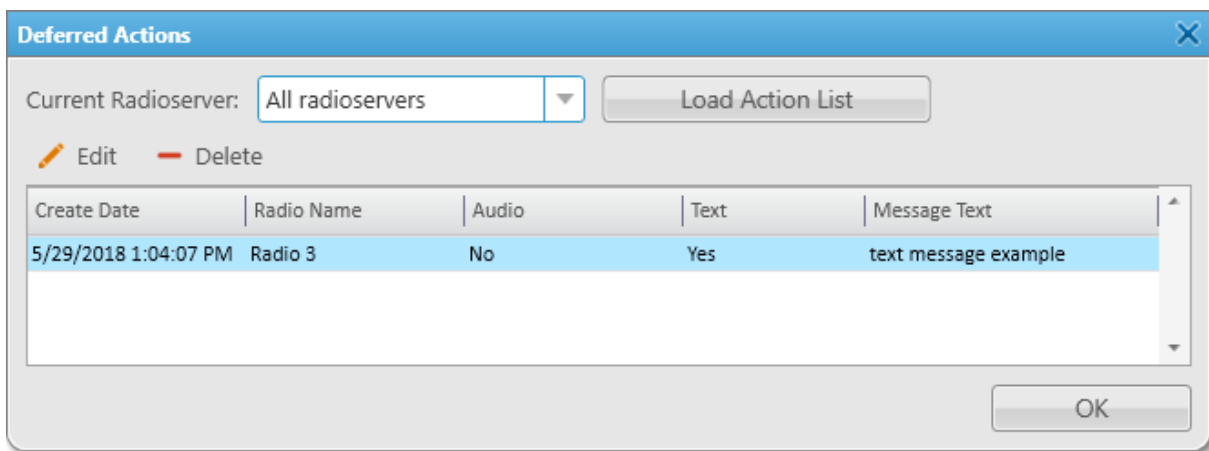 Deferred Actions
Current Radioserver: All radioservers Load Action List
Edit Delete
Create Date Radio Name Audio Text Message Text
5/29/2018 1:04:07 PM Radio 3 No Yes text message example
OK